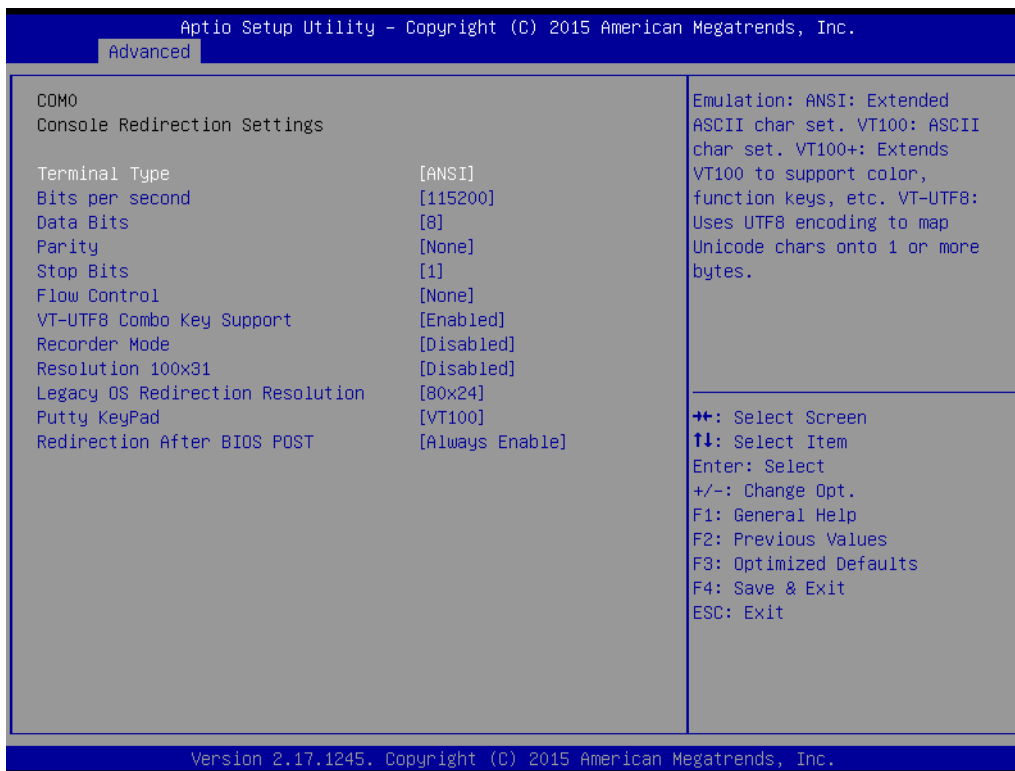 Aptio Setup Utility – Copyright (C) 2015 American Megatrends, Inc.
Advanced
COM0
Console Redirection Settings
Terminal Type [ANSI]
Bits per second [115200]
Data Bits [8]
Parity [None]
Stop Bits [1]
Flow Control [None]
VT-UTF8 Combo Key Support [Enabled]
Recorder Mode [Disabled]
Resolution 100x31 [Disabled]
Legacy OS Redirection Resolution [80x24]
Putty KeyPad [VT100]
Redirection After BIOS POST [Always Enable]
Emulation: ANSI: Extended
ASCII char set. VT100: ASCII
char set. VT100+: Extends
VT100 to support color,
function keys, etc. VT-UTF8:
Uses UTF8 encoding to map
Unicode chars onto 1 or more
bytes.
→←: Select Screen
↑↓: Select Item
Enter: Select
+/-: Change Opt.
F1: General Help
F2: Previous Values
F3: Optimized Defaults
F4: Save & Exit
ESC: Exit
Version 2.17.1245. Copyright (C) 2015 American Megatrends, Inc.